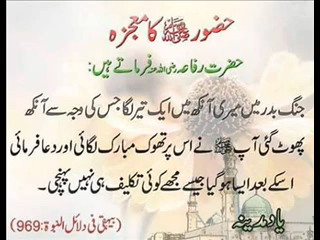 حضور ﷺ کا معجزہ
حضرت رفاعہ رضی اللہ عنہ فرماتے ہیں:
جنگ بدر میں میری آنکھ میں ایک تیر لگا جس کی وجہ سے آنکھ
پھوٹ گئی آپ ﷺ نے اس پر تھوک مبارک لگائی اور دعا فرمائی
اسکے بعد ایسا ہو گیا جیسے مجھے کوئی تکلیف ہی نہیں پہنچی۔
یاد مدینہ
(بیہقی فی دلائل النبوۃ:969)